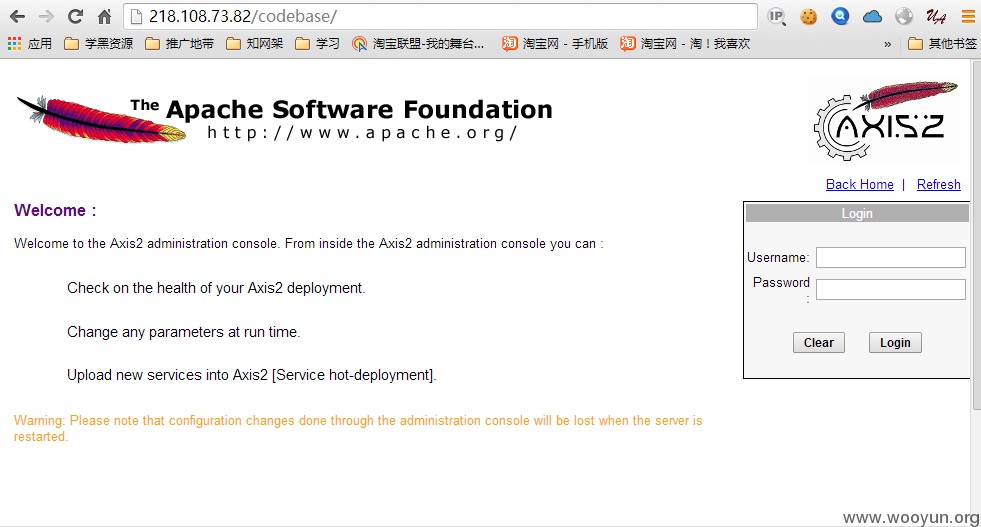 218.108.73.82/codebase/
IP
应用 学黑资源 推广地带 知网架 学习 淘宝联盟-我的舞台... 淘宝网 - 手机版 淘宝网 - 淘！我喜欢 » 其他书签
The Apache Software Foundation
http://www.apache.org/
AXIS2
Back Home | Refresh
Welcome :
Login
Welcome to the Axis2 administration console. From inside the Axis2 administration console you can :
Username:
Password
:
Check on the health of your Axis2 deployment.
Change any parameters at run time.
Clear Login
Upload new services into Axis2 [Service hot-deployment].
Warning: Please note that configuration changes done through the administration console will be lost when the server is
restarted.
www.wooyun.org